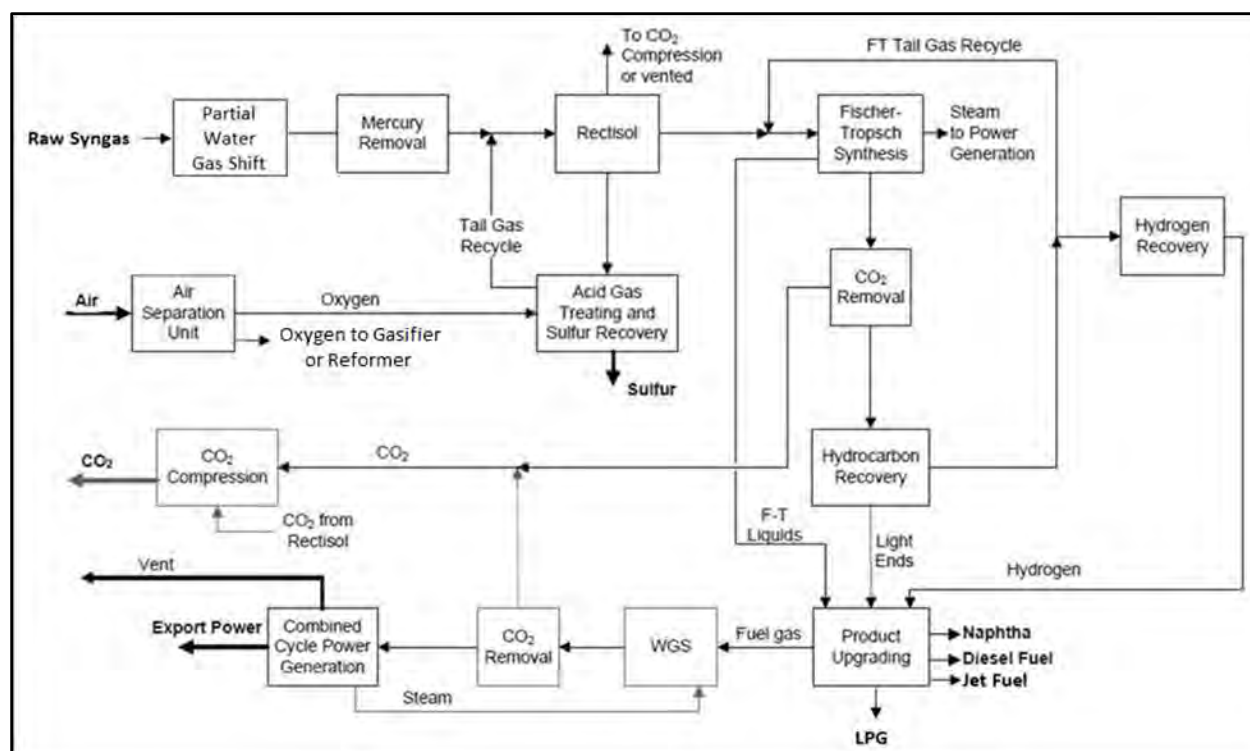 To CO₂
Compression
or vented
FT Tail Gas Recycle
Raw Syngas
Partial
Water
Gas Shift
Mercury
Removal
Rectisol
Fischer-
Tropsch
Synthesis
Steam
to Power
Generation
Tail Gas
Recycle
Hydrogen
Recovery
CO₂
Removal
Air
Air
Separation
Unit
Oxygen
Oxygen to Gasifier
or Reformer
Acid Gas
Treating and
Sulfur Recovery
Sulfur
CO₂
CO₂
Compression
CO₂
Hydrocarbon
Recovery
CO₂ from
Rectisol
F-T
Liquids
Light
Ends
Vent
Hydrogen
Export Power
Combined
Cycle Power
Generation
CO₂
Removal
WGS
Fuel gas
Product
Upgrading
Naphtha
Diesel Fuel
Jet Fuel
Steam
LPG